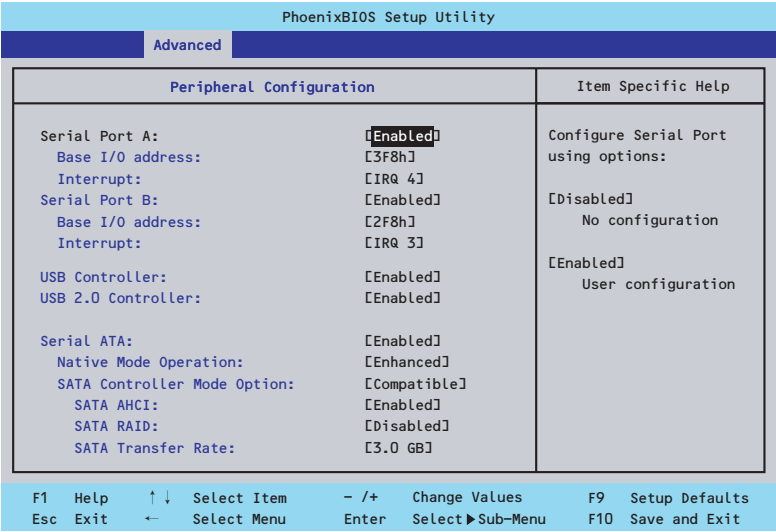 PhoenixBIOS Setup Utility
Advanced
Peripheral Configuration
Serial Port A: [Enabled]
Base I/O address: [3F8h]
Interrupt: [IRQ 4]
Serial Port B: [Enabled]
Base I/O address: [2F8h]
Interrupt: [IRQ 3]
USB Controller: [Enabled]
USB 2.0 Controller: [Enabled]
Serial ATA: [Enabled]
Native Mode Operation: [Enhanced]
SATA Controller Mode Option: [Compatible]
SATA AHCI: [Enabled]
SATA RAID: [Disabled]
SATA Transfer Rate: [3.0 GB]
Item Specific Help
Configure Serial Port
using options:
[Disabled]
No configuration
[Enabled]
User configuration
F1 Help ↑↓ Select Item - /+ Change Values F9 Setup Defaults
Esc Exit ← Select Menu Enter Select▶Sub-Menu F10 Save and Exit